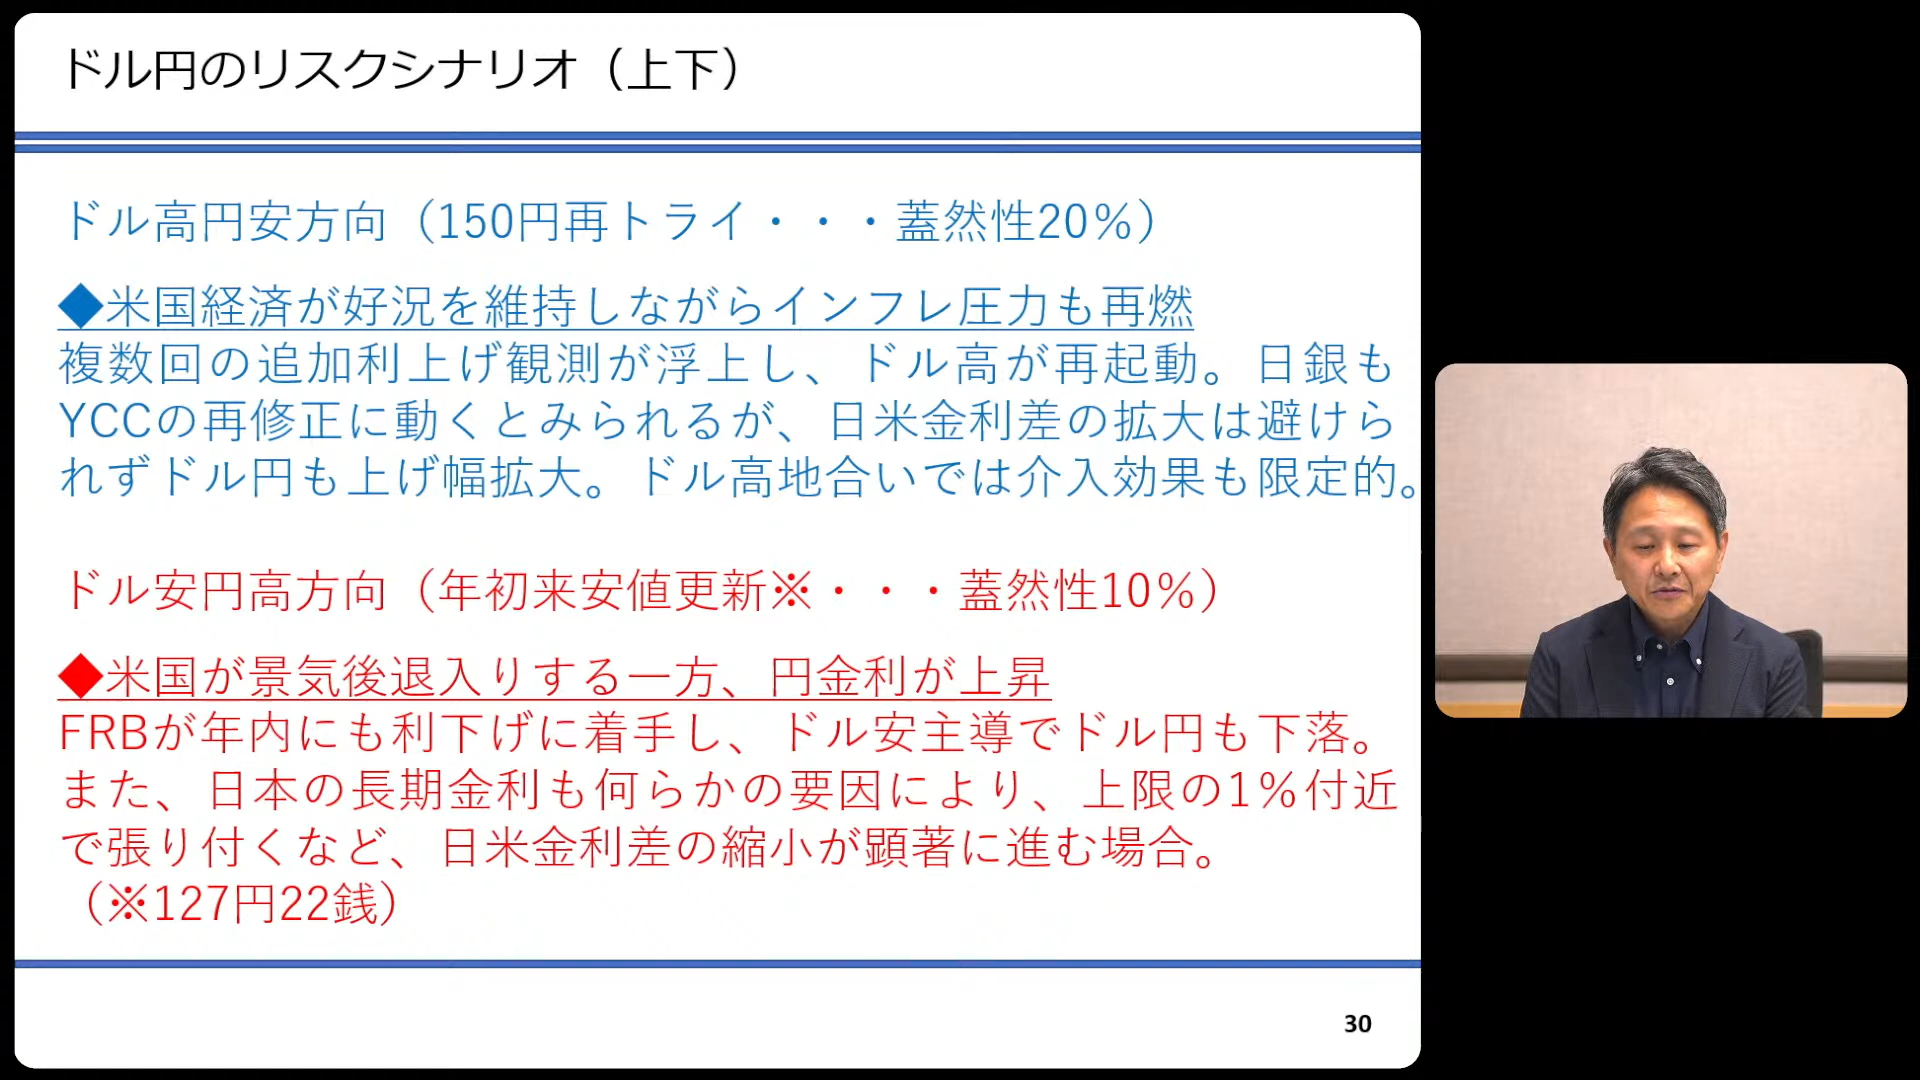 ドル円のリスクシナリオ（上下）
ドル高円安方向（150円再トライ・・・蓋然性20％）
◆米国経済が好況を維持しながらインフレ圧力も再燃
複数回の追加利上げ観測が浮上し、ドル高が再起動。日銀も
YCCの再修正に動くとみられるが、日米金利差の拡大は避けら
れずドル円も上げ幅拡大。ドル高地合いでは介入効果も限定的。
ドル安円高方向（年初来安値更新※・・・蓋然性10％）
◆米国が景気後退入りする一方、円金利が上昇
FRBが年内にも利下げに着手し、ドル安主導でドル円も下落。
また、日本の長期金利も何らかの要因により、上限の1％付近
で張り付くなど、日米金利差の縮小が顕著に進む場合。
（※127円22銭）
30